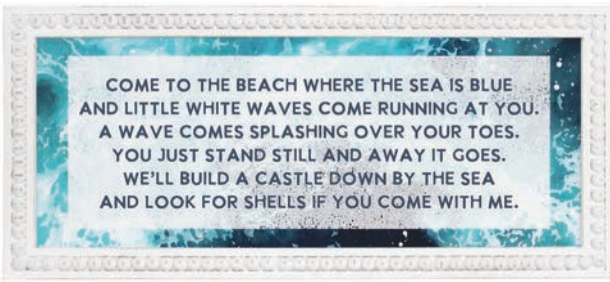 COME TO THE BEACH WHERE THE SEA IS BLUE
AND LITTLE WHITE WAVES COME RUNNING AT YOU.
A WAVE COMES SPLASHING OVER YOUR TOES.
YOU JUST STAND STILL AND AWAY IT GOES.
WE'LL BUILD A CASTLE DOWN BY THE SEA
AND LOOK FOR SHELLS IF YOU COME WITH ME.